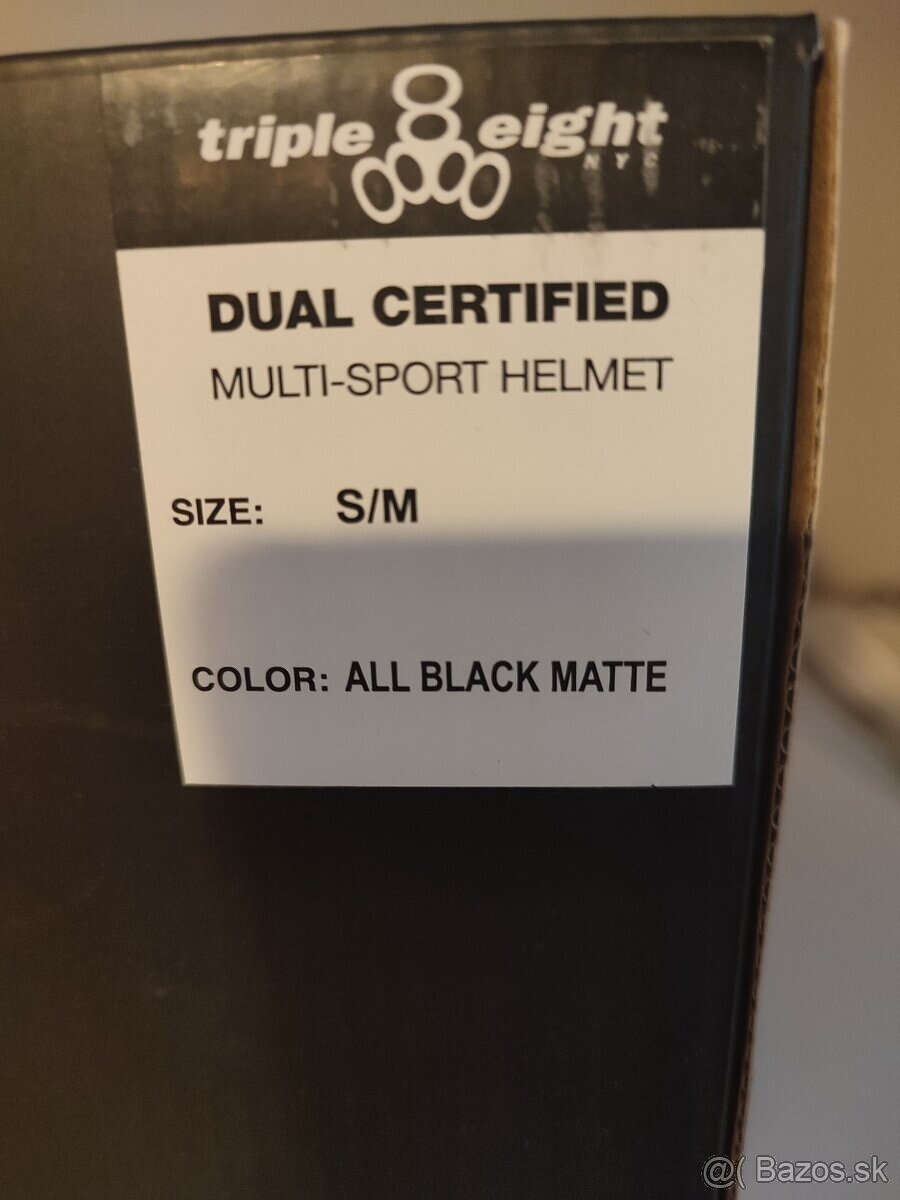 triple eight
NYC
DUAL CERTIFIED
MULTI-SPORT HELMET
SIZE: S/M
COLOR: ALL BLACK MATTE
@( Bazos.sk